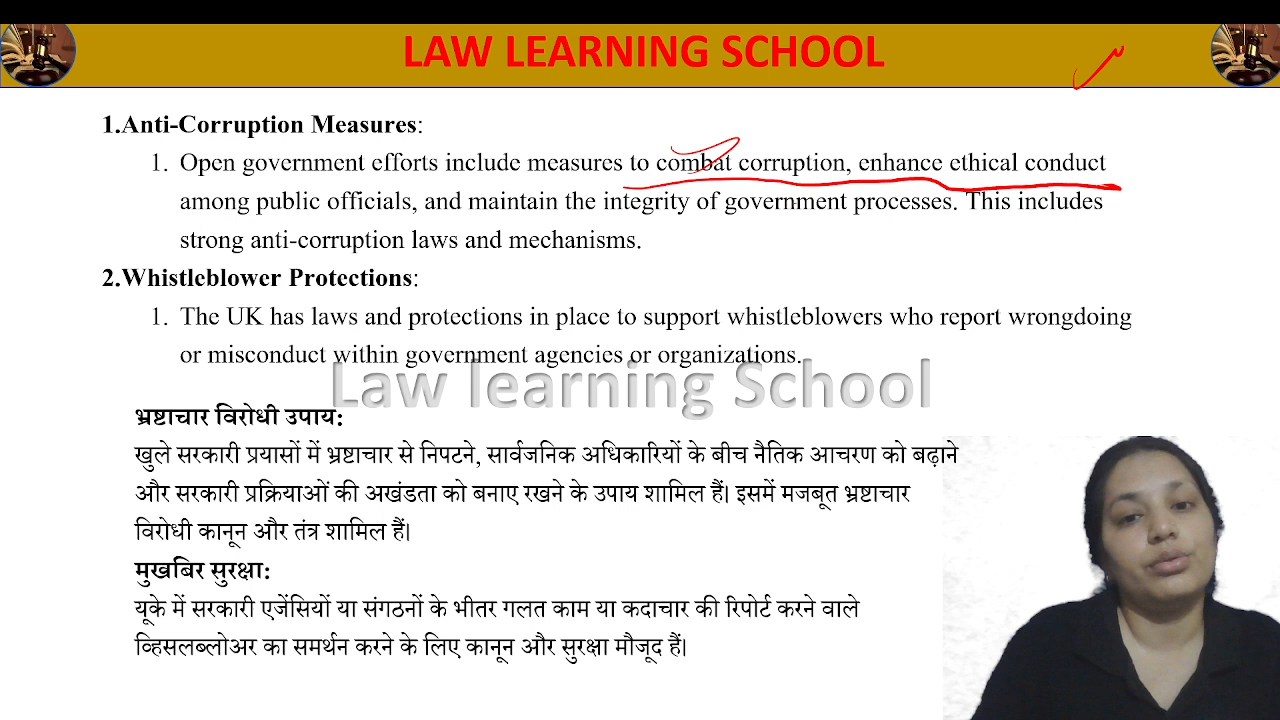 LAW LEARNING SCHOOL
1.Anti-Corruption Measures:
1. Open government efforts include measures to combat corruption, enhance ethical conduct
among public officials, and maintain the integrity of government processes. This includes
strong anti-corruption laws and mechanisms.
2.Whistleblower Protections:
1. The UK has laws and protections in place to support whistleblowers who report wrongdoing
or misconduct within government agencies or organizations.
Law learning School
भ्रष्टाचार विरोधी उपाय:
खुले सरकारी प्रयासों में भ्रष्टाचार से निपटने, सार्वजनिक अधिकारियों के बीच नैतिक आचरण को बढ़ाने
और सरकारी प्रक्रियाओं की अखंडता को बनाए रखने के उपाय शामिल हैं। इसमें मजबूत भ्रष्टाचार
विरोधी कानून और तंत्र शामिल हैं।
मुखबिर सुरक्षा:
यूके में सरकारी एजेंसियों या संगठनों के भीतर गलत काम या कदाचार की रिपोर्ट करने वाले
व्हिसलब्लोअर का समर्थन करने के लिए कानून और सुरक्षा मौजूद हैं।